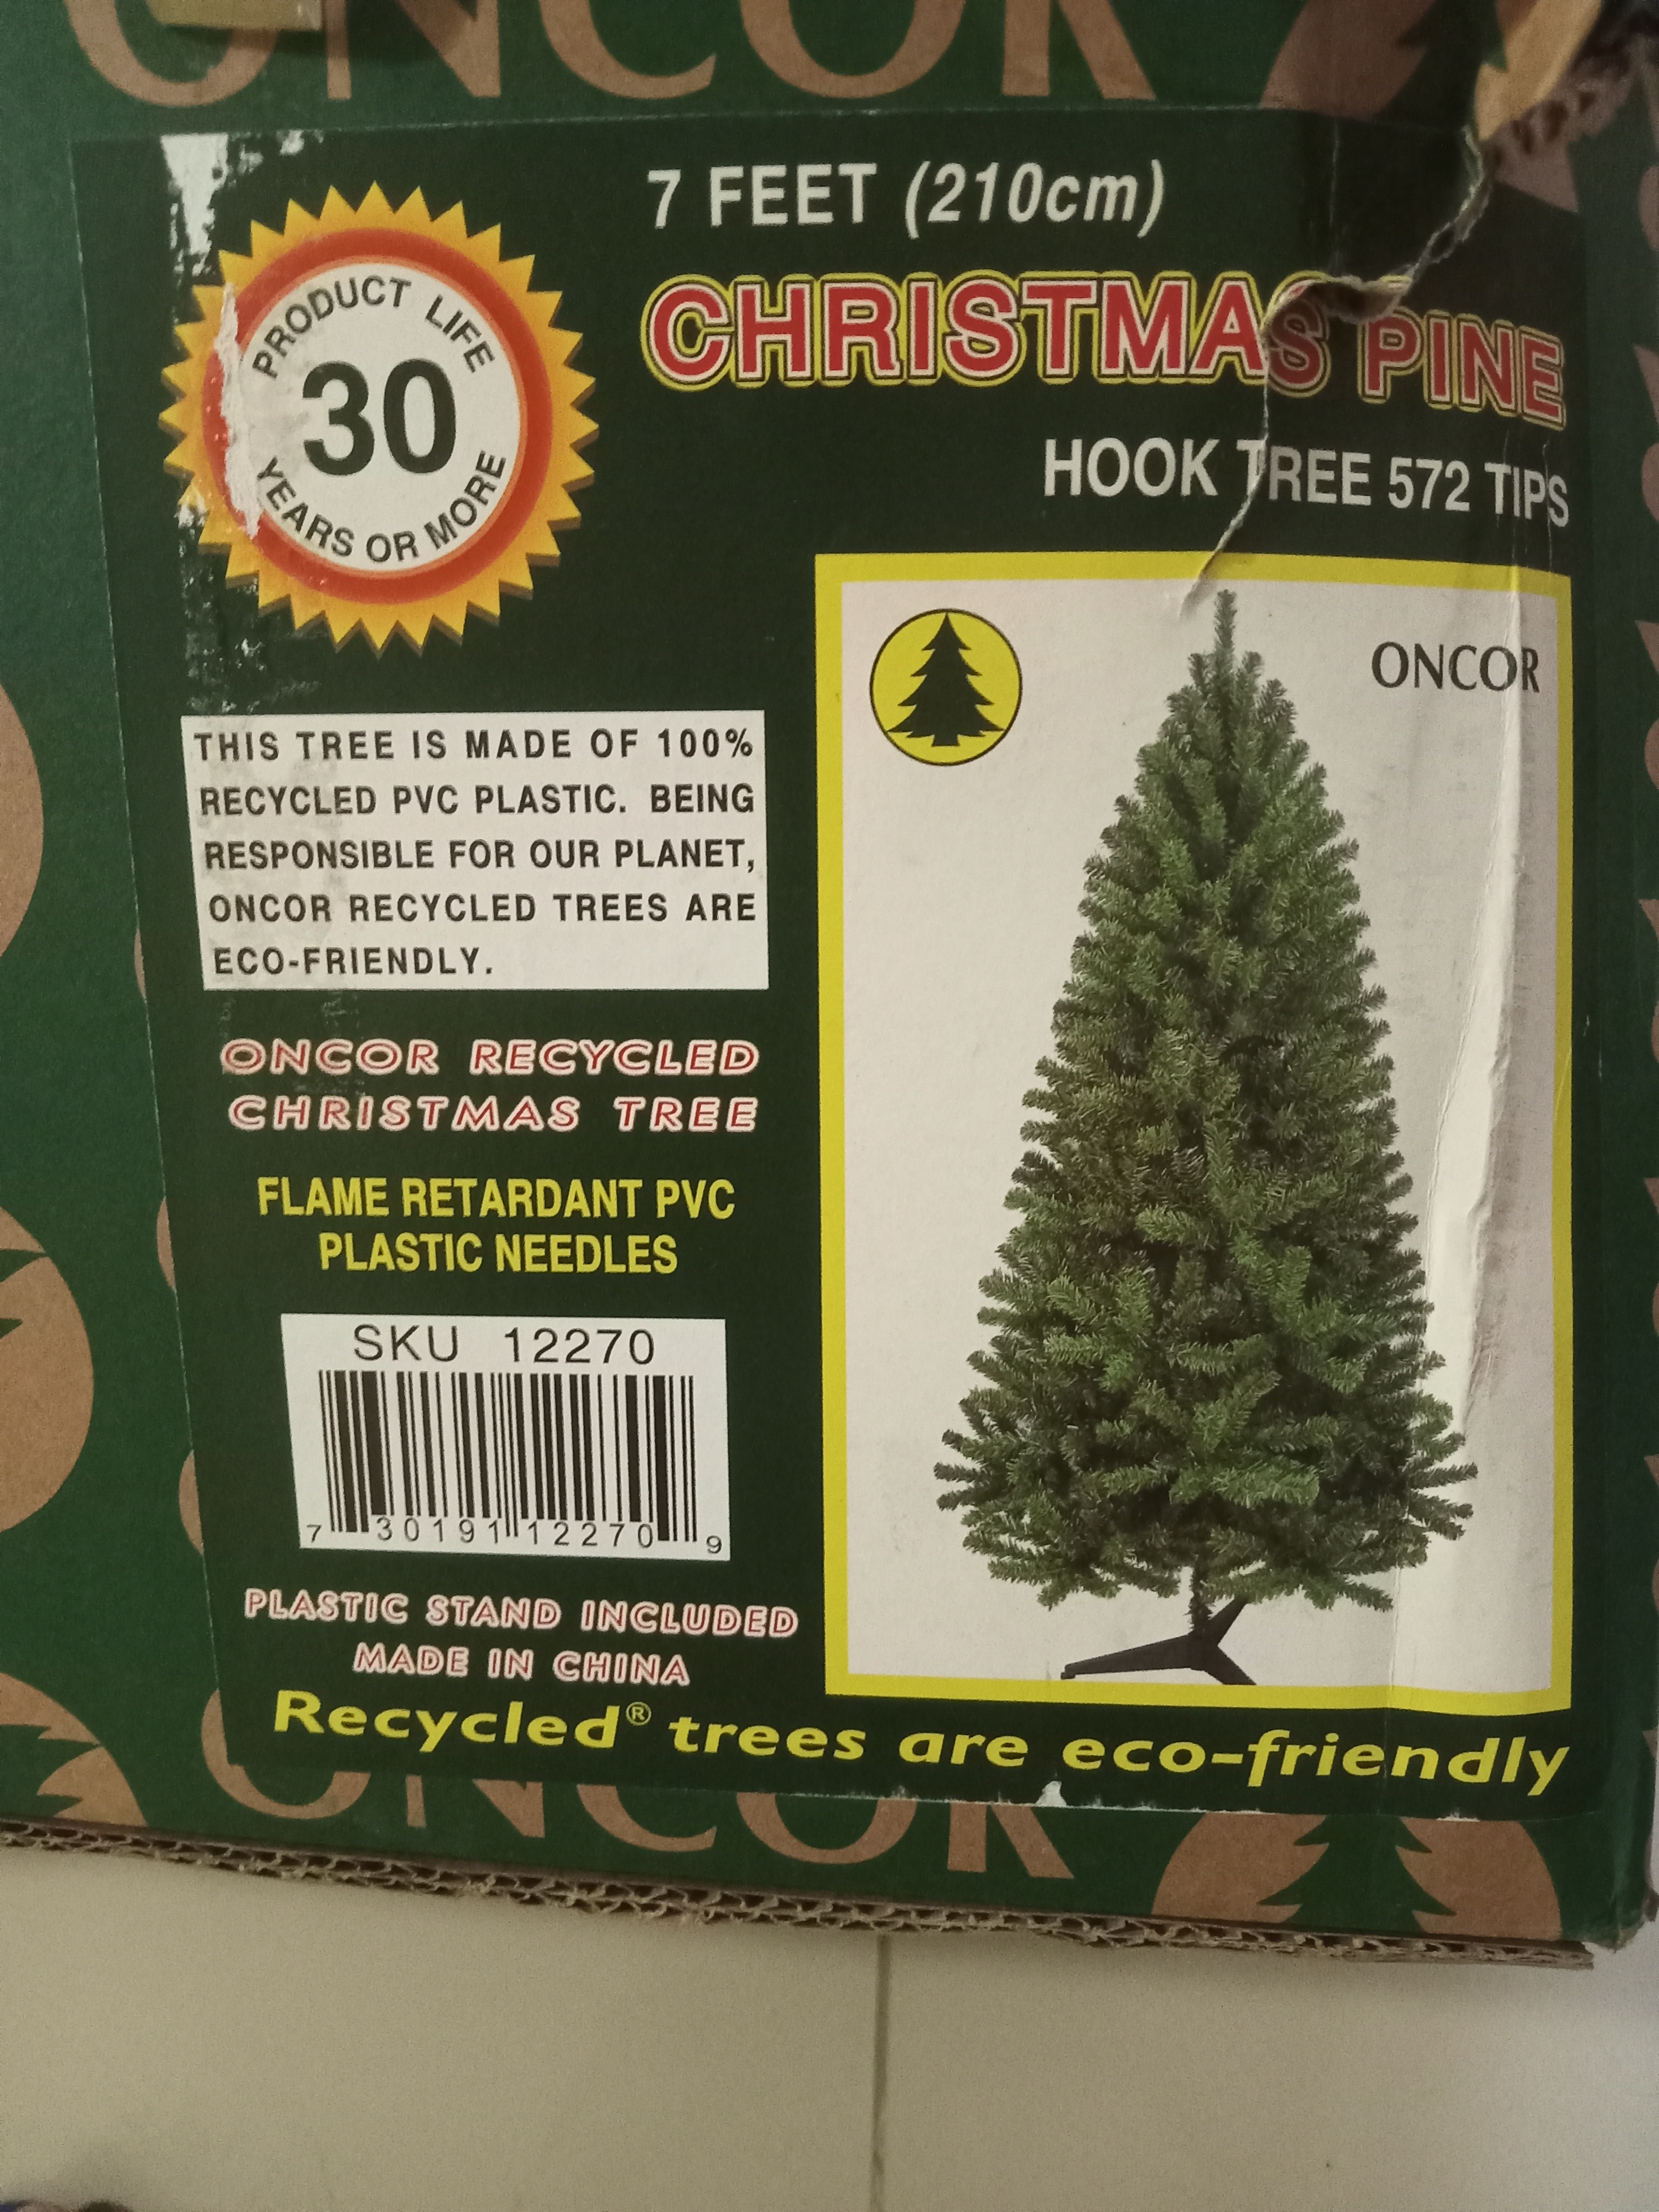 ONCOR
7 FEET (210cm)
CHRISTMAS PINE
HOOK TREE 572 TIPS
PRODUCT LIFE
30
YEARS OR MORE
ONCOR
THIS TREE IS MADE OF 100%
RECYCLED PVC PLASTIC. BEING
RESPONSIBLE FOR OUR PLANET,
ONCOR RECYCLED TREES ARE
ECO-FRIENDLY.
ONCOR RECYCLED
CHRISTMAS TREE
FLAME RETARDANT PVC
PLASTIC NEEDLES
SKU 12270
7 30191 12270 9
PLASTIC STAND INCLUDED
MADE IN CHINA
Recycled® trees are eco-friendly
ONCOR